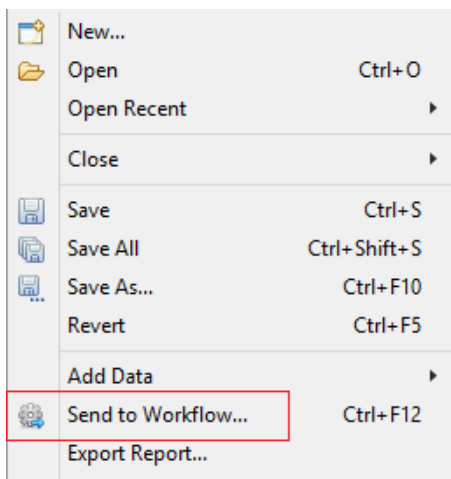 New...
Open Ctrl+O
Open Recent
Close
Save Ctrl+S
Save All Ctrl+Shift+S
Save As... Ctrl+F10
Revert Ctrl+F5
Add Data
Send to Workflow... Ctrl+F12
Export Report...